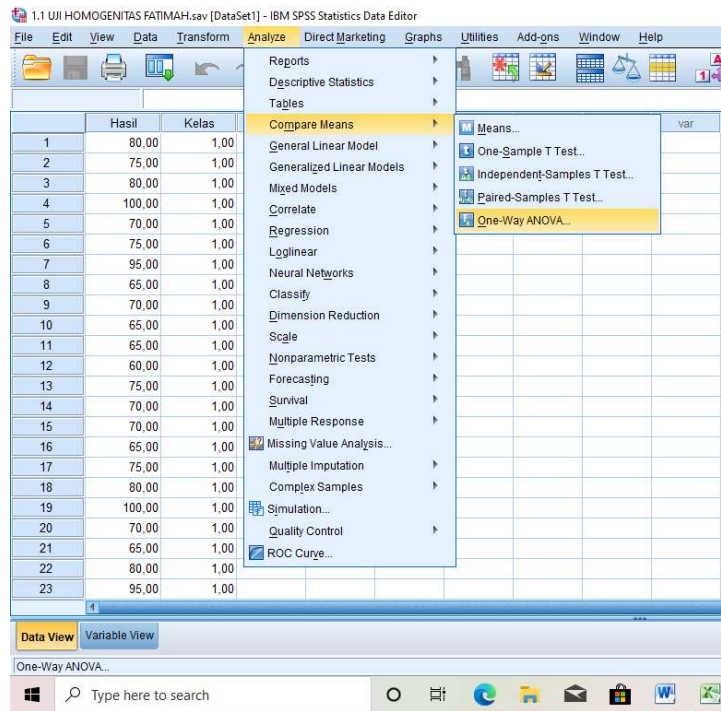 1.1 UJI HOMOGENITAS FATIMAH.sav [DataSet1] - IBM SPSS Statistics Data Editor
File Edit View Data Transform Analyze Direct Marketing Graphs Utilities Add-ons Window Help
Reports
Descriptive Statistics
Tables
Compare Means
General Linear Model
Generalized Linear Models
Mixed Models
Correlate
Regression
Loglinear
Neural Networks
Classify
Dimension Reduction
Scale
Nonparametric Tests
Forecasting
Survival
Multiple Response
Missing Value Analysis...
Multiple Imputation
Complex Samples
Simulation...
Quality Control
ROC Curve...
Means...
One-Sample T Test...
Independent-Samples T Test...
Paired-Samples T Test...
One-Way ANOVA...
Hasil Kelas var
1 80,00 1,00
2 75,00 1,00
3 80,00 1,00
4 100,00 1,00
5 70,00 1,00
6 75,00 1,00
7 95,00 1,00
8 65,00 1,00
9 70,00 1,00
10 65,00 1,00
11 65,00 1,00
12 60,00 1,00
13 75,00 1,00
14 70,00 1,00
15 70,00 1,00
16 65,00 1,00
17 75,00 1,00
18 80,00 1,00
19 100,00 1,00
20 70,00 1,00
21 65,00 1,00
22 80,00 1,00
23 95,00 1,00
Data View Variable View
One-Way ANOVA...
Type here to search